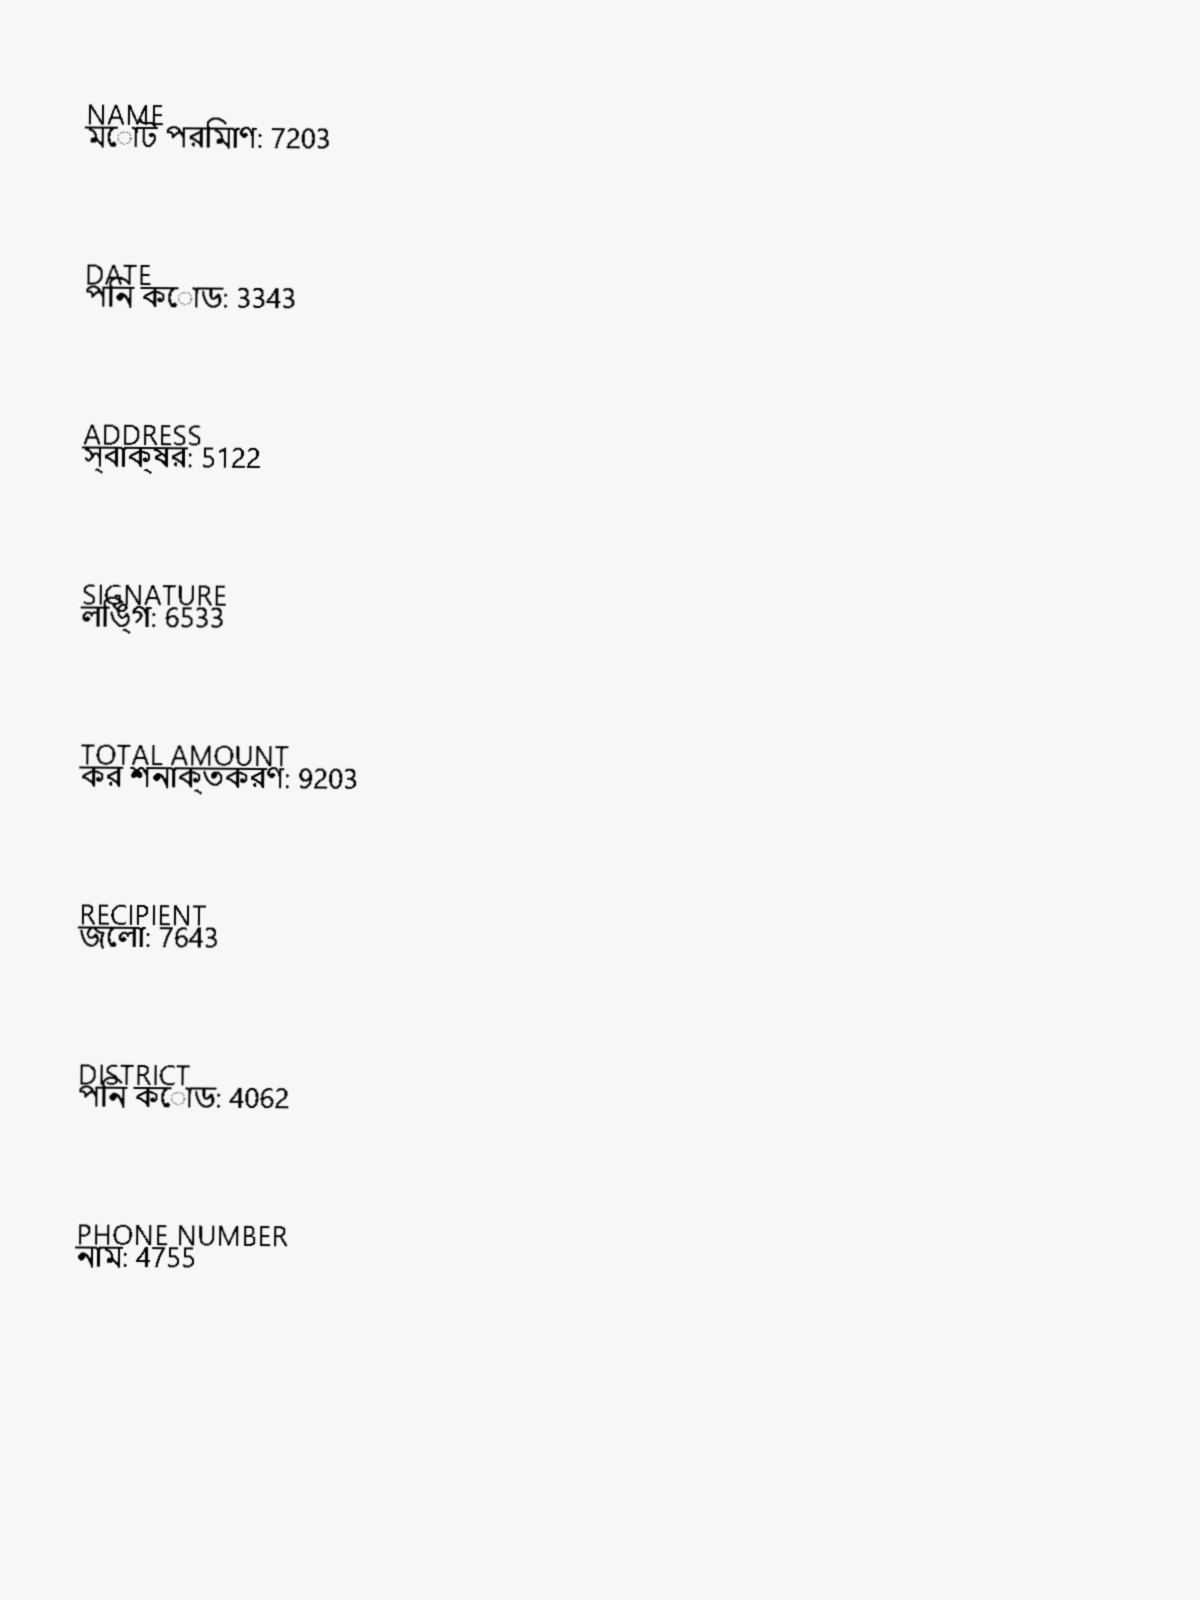 NAME
মোট পরিমাণ: 7203
DATE
পিন কোড: 3343
ADDRESS
স্বাক্ষর: 5122
SIGNATURE
লিঙ্গ: 6533
TOTAL AMOUNT
কর শনাক্তকরণ: 9203
RECIPIENT
জেলা: 7643
DISTRICT
পিন কোড: 4062
PHONE NUMBER
নাম: 4755